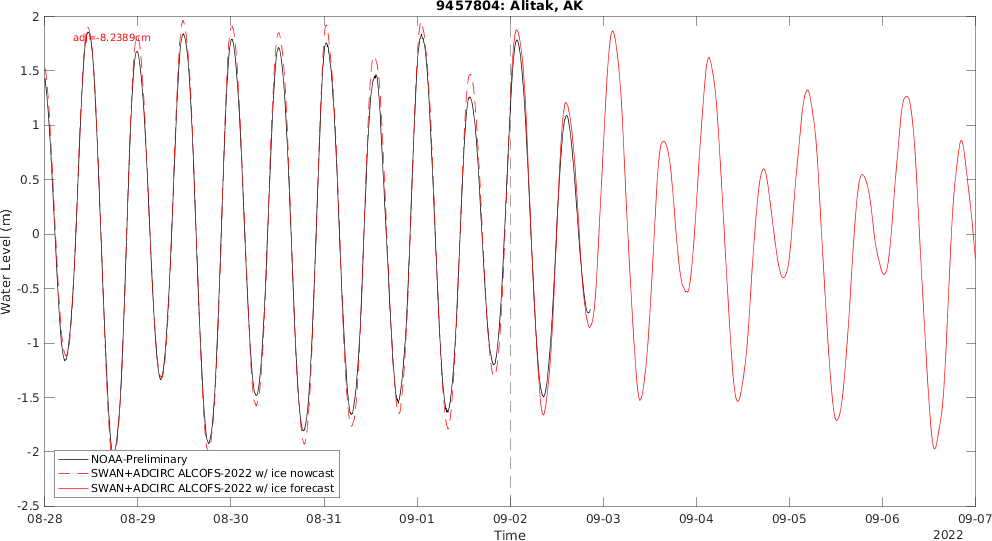 9457804: Alitak, AK
adj=-8.2389cm
2
1.5
1
0.5
0
-0.5
-1
-1.5
-2
-2.5
Water Level (m)
NOAA-Preliminary
SWAN+ADCIRC ALCOFS-2022 w/ ice nowcast
SWAN+ADCIRC ALCOFS-2022 w/ ice forecast
08-28 08-29 08-30 08-31 09-01 09-02 09-03 09-04 09-05 09-06 09-07
Time
2022